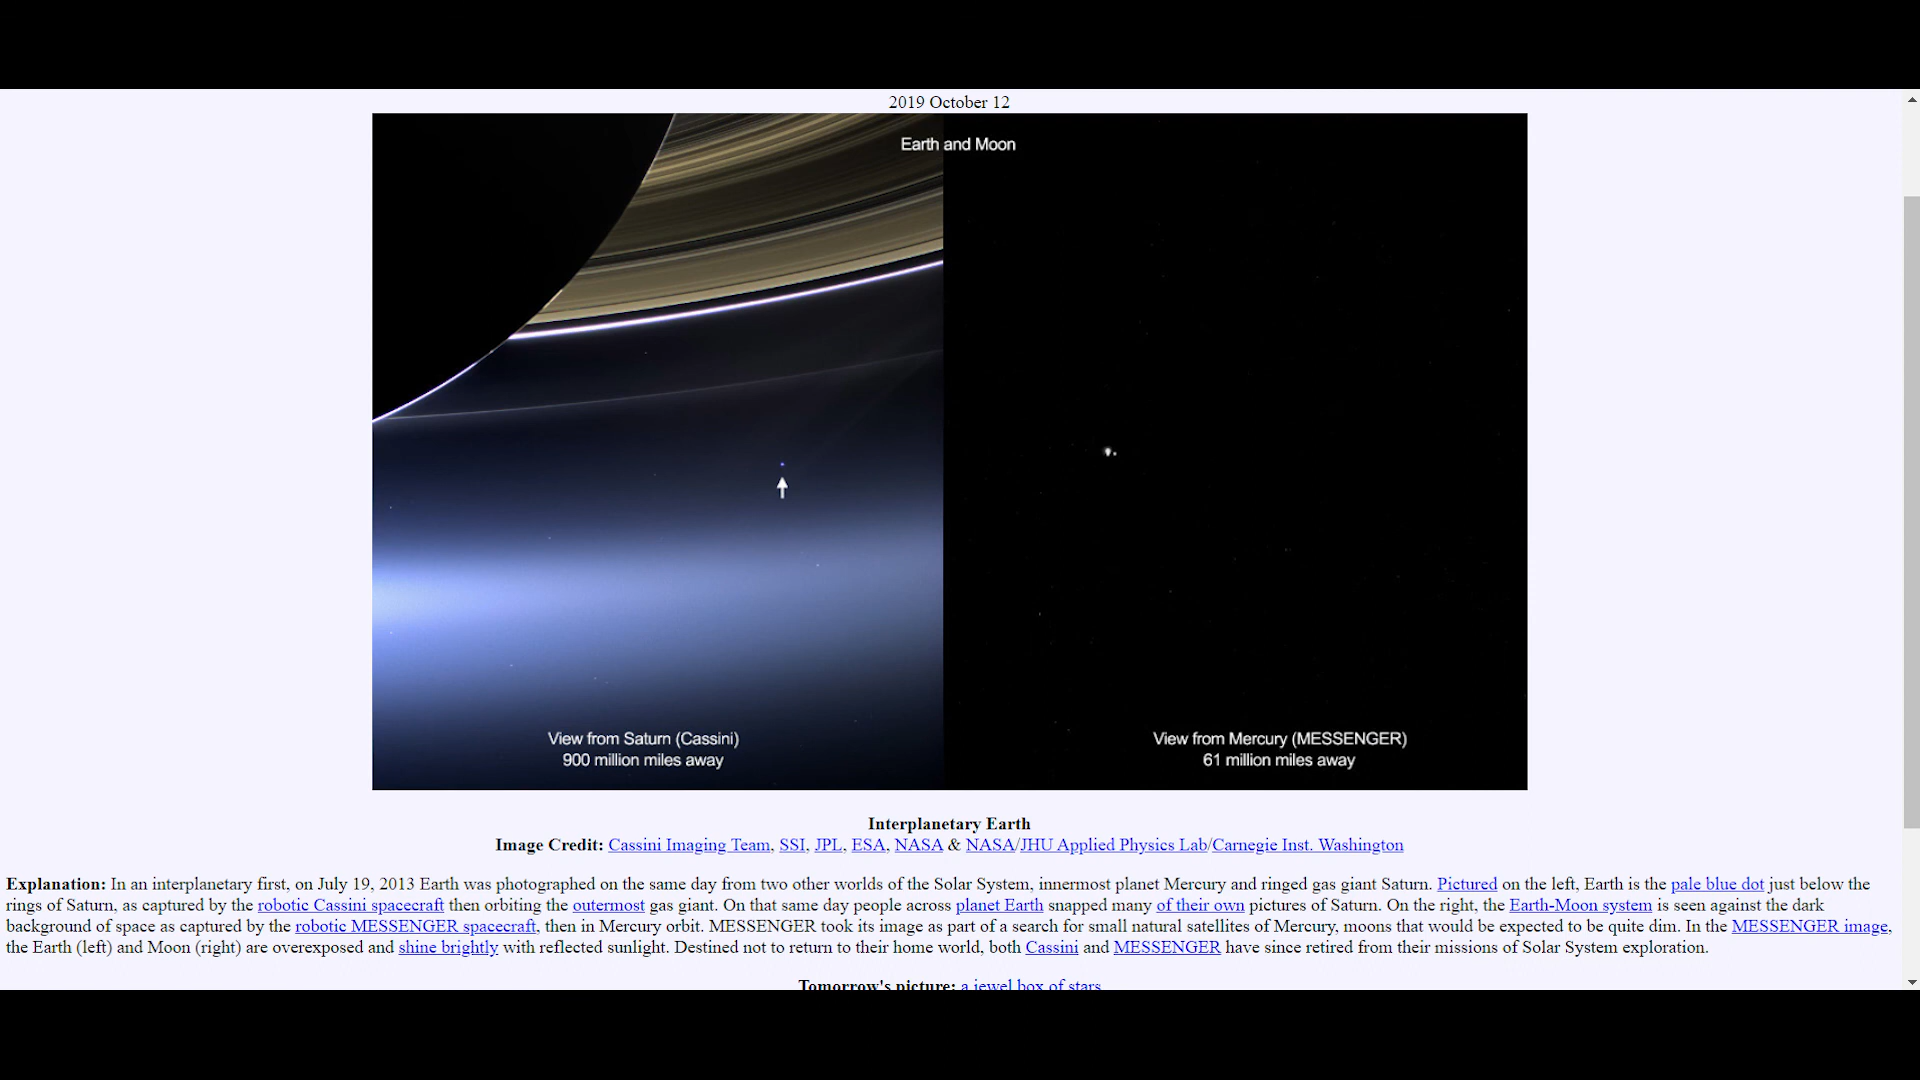 2019 October 12
Earth and Moon
View from Saturn (Cassini)
900 million miles away
View from Mercury (MESSENGER)
61 million miles away
Interplanetary Earth
Image Credit: Cassini Imaging Team, SSI, JPL, ESA, NASA & NASA/JHU Applied Physics Lab/Carnegie Inst. Washington
Explanation: In an interplanetary first, on July 19, 2013 Earth was photographed on the same day from two other worlds of the Solar System, innermost planet Mercury and ringed gas giant Saturn. Pictured on the left, Earth is the pale blue dot just below the
rings of Saturn, as captured by the robotic Cassini spacecraft then orbiting the outermost gas giant. On that same day people across planet Earth snapped many of their own pictures of Saturn. On the right, the Earth-Moon system is seen against the dark
background of space as captured by the robotic MESSENGER spacecraft, then in Mercury orbit. MESSENGER took its image as part of a search for small natural satellites of Mercury, moons that would be expected to be quite dim. In the MESSENGER image,
the Earth (left) and Moon (right) are overexposed and shine brightly with reflected sunlight. Destined not to return to their home world, both Cassini and MESSENGER have since retired from their missions of Solar System exploration.
Tomorrow's picture: a jewel box of stars